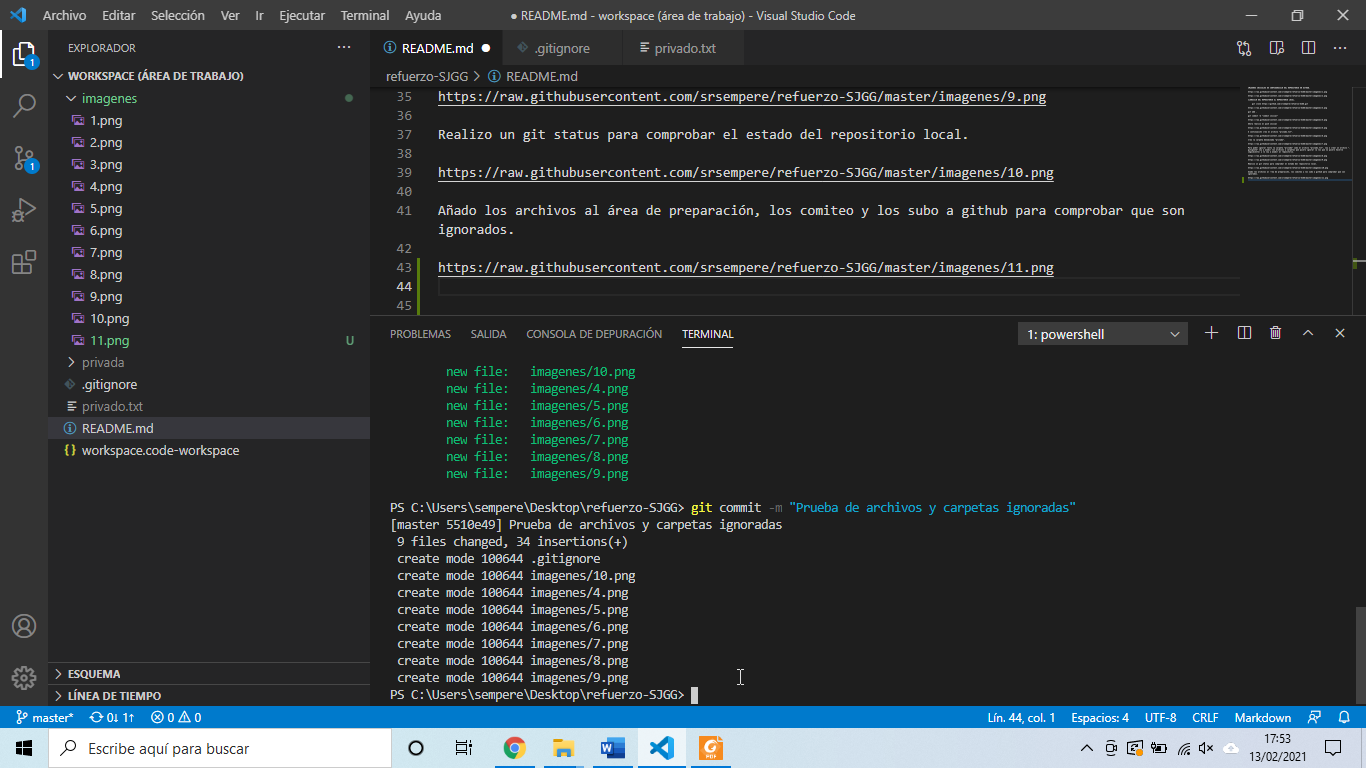 Archivo Editar Selección Ver Ir Ejecutar Terminal Ayuda
● README.md - workspace (área de trabajo) - Visual Studio Code
EXPLORADOR
WORKSPACE (ÁREA DE TRABAJO)
imagenes
1.png
2.png
3.png
4.png
5.png
6.png
7.png
8.png
9.png
10.png
11.png U
privada
.gitignore
privado.txt
README.md
workspace.code-workspace
ESQUEMA
LÍNEA DE TIEMPO
1
1
README.md .gitignore privado.txt
refuerzo-SJGG > README.md
35 https://raw.githubusercontent.com/srsempere/refuerzo-SJGG/master/imagenes/9.png
36
37 Realizo un git status para comprobar el estado del repositorio local.
38
39 https://raw.githubusercontent.com/srsempere/refuerzo-SJGG/master/imagenes/10.png
40
41 Añado los archivos al área de preparación, los comiteo y los subo a github para comprobar que son
ignorados.
42
43 https://raw.githubusercontent.com/srsempere/refuerzo-SJGG/master/imagenes/11.png
44
45
PROBLEMAS SALIDA CONSOLA DE DEPURACIÓN TERMINAL 1: powershell
new file: imagenes/10.png
new file: imagenes/4.png
new file: imagenes/5.png
new file: imagenes/6.png
new file: imagenes/7.png
new file: imagenes/8.png
new file: imagenes/9.png
PS C:\Users\sempere\Desktop\refuerzo-SJGG> git commit -m "Prueba de archivos y carpetas ignoradas"
[master 5510e49] Prueba de archivos y carpetas ignoradas
9 files changed, 34 insertions(+)
create mode 100644 .gitignore
create mode 100644 imagenes/10.png
create mode 100644 imagenes/4.png
create mode 100644 imagenes/5.png
create mode 100644 imagenes/6.png
create mode 100644 imagenes/7.png
create mode 100644 imagenes/8.png
create mode 100644 imagenes/9.png
PS C:\Users\sempere\Desktop\refuerzo-SJGG>
master* 0↓ 1↑ 0 0 Lín. 44, col. 1 Espacios: 4 UTF-8 CRLF Markdown
Escribe aquí para buscar
17:53
13/02/2021